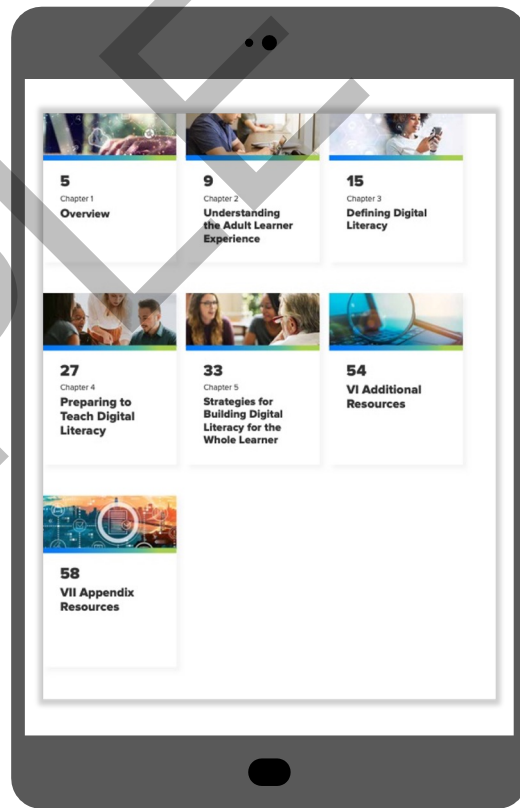 5
Chapter 1
Overview
9
Chapter 2
Understanding
the Adult Learner
Experience
15
Chapter 3
Defining Digital
Literacy
27
Chapter 4
Preparing to
Teach Digital
Literacy
33
Chapter 5
Strategies for
Building Digital
Literacy for the
Whole Learner
54
VI Additional
Resources
58
VII Appendix
Resources